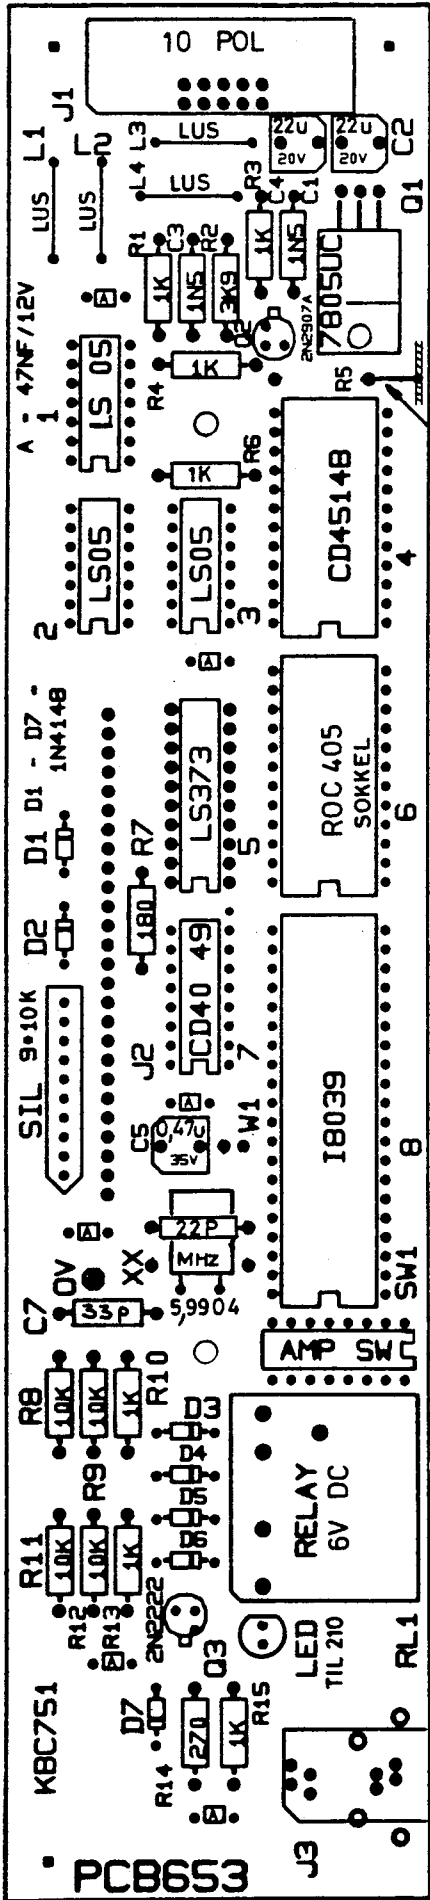 10 POL
J1
L1
LUS
L2
LUS
L3
LUS
L4
LUS
22u
20V
22u
20V
C2
R3
C4
C1
1K
1N5
Q1
7805UC
R1
C3
R2
1K
1N5
3K9
Q2
2N2907A
A
A - 47NF/12V
1
LS 05
R4
1K
R5
R6
1K
CD4514B
4
LS05
2
LS05
3
A
D1 - D7 -
1N4148
D1
D2
R7
180
LS373
5
ROC 405
SOKKEL
6
SIL 9*10K
J2
CD40 49
7
I8039
8
A
C5
0,47u
35V
W1
A
0V
XX
22P
MHz
5,9904
C7
33p
SW1
AMP SW
R8
10K
R9
10K
R10
1K
D3
D4
D5
D6
RELAY
6V DC
RL1
R11
10K
R12
10K
R13
1K
A
2N2222
Q3
LED
TIL 210
KBC751
D7
R14
270
R15
1K
A
J3
PCB653